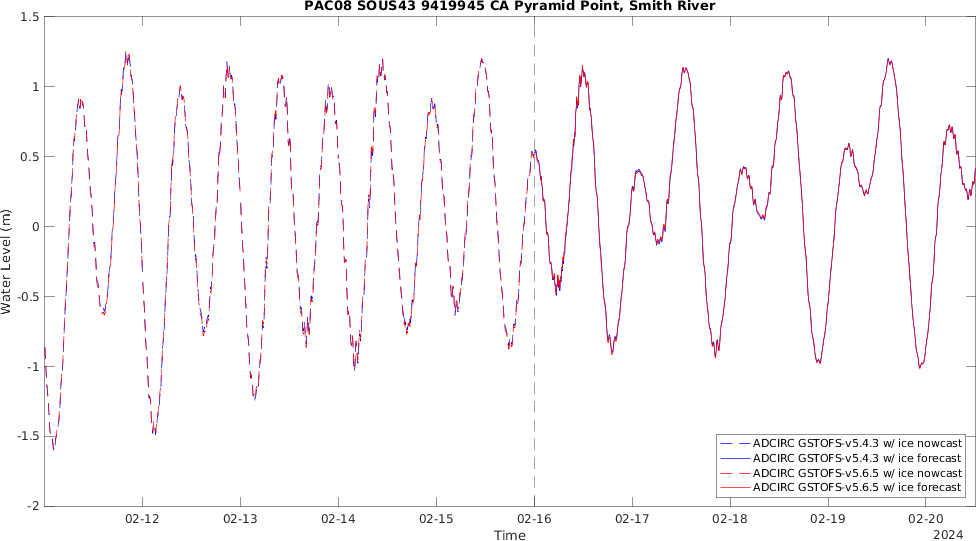 PAC08 SOUS43 9419945 CA Pyramid Point, Smith River
1.5
1
0.5
0
-0.5
-1
-1.5
-2
Water Level (m)
02-12 02-13 02-14 02-15 02-16 02-17 02-18 02-19 02-20
Time
2024
ADCIRC GSTOFS-v5.4.3 w/ ice nowcast
ADCIRC GSTOFS-v5.4.3 w/ ice forecast
ADCIRC GSTOFS-v5.6.5 w/ ice nowcast
ADCIRC GSTOFS-v5.6.5 w/ ice forecast